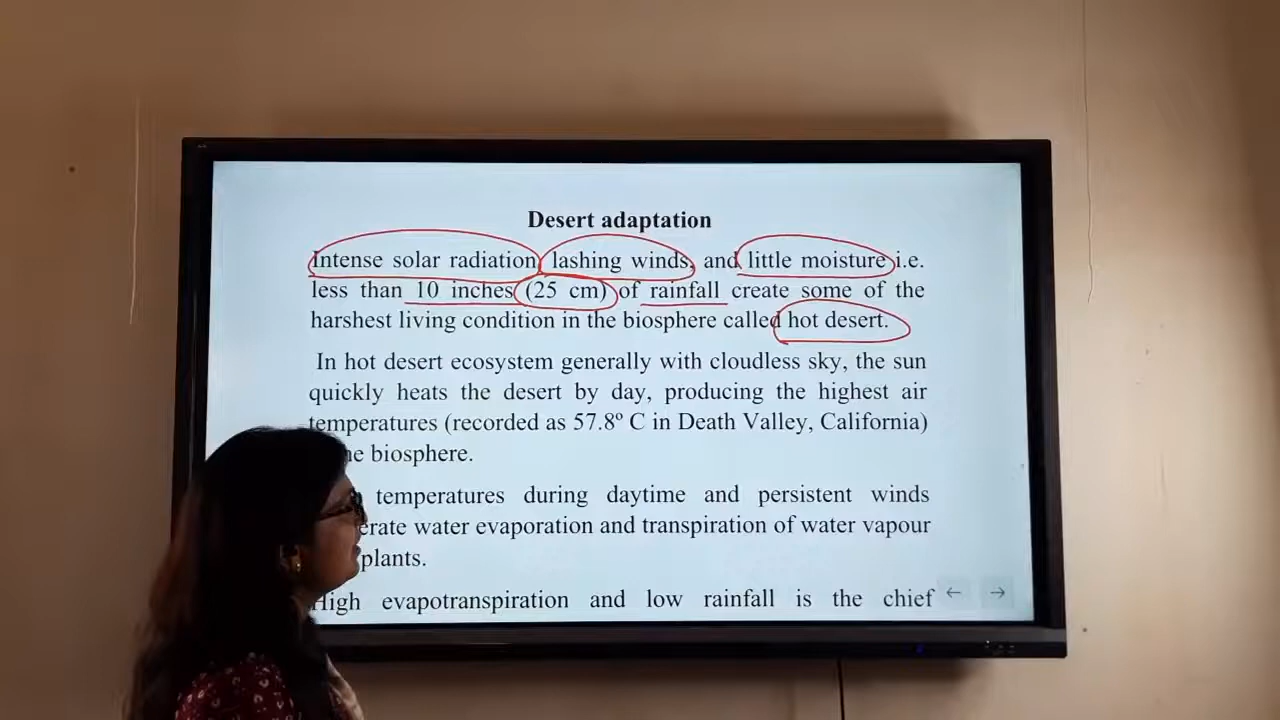 Desert adaptation
Intense solar radiation, lashing winds, and little moisture i.e.
less than 10 inches (25 cm) of rainfall create some of the
harshest living condition in the biosphere called hot desert.
In hot desert ecosystem generally with cloudless sky, the sun
quickly heats the desert by day, producing the highest air
temperatures (recorded as 57.8º C in Death Valley, California)
biosphere.
temperatures during daytime and persistent winds
water evaporation and transpiration of water vapour
plants.
High evapotranspiration and low rainfall is the chief